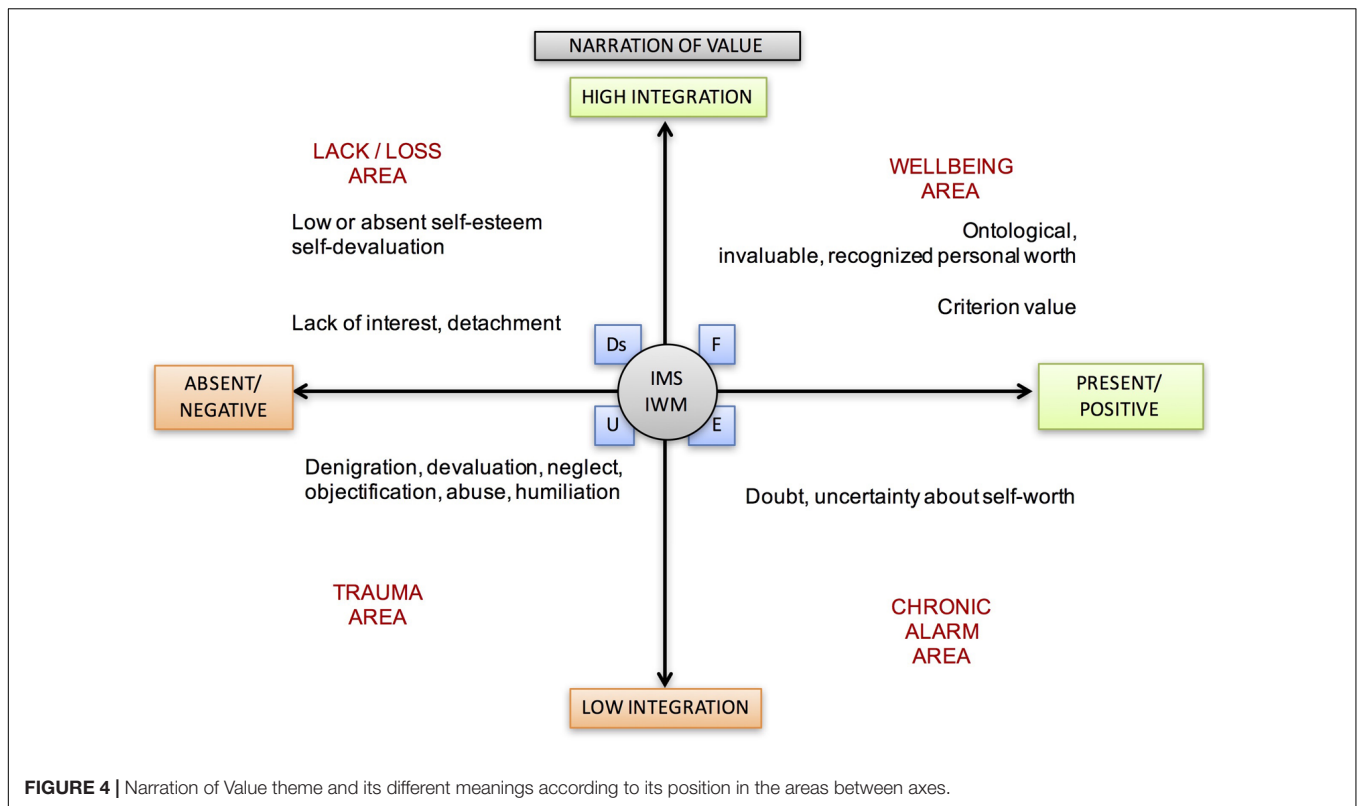 NARRATION OF VALUE
HIGH INTEGRATION
LACK / LOSS
AREA
Low or absent self-esteem
self-devaluation
Lack of interest, detachment
WELLBEING
AREA
Ontological,
invaluable, recognized personal worth
Criterion value
Ds
F
ABSENT/
NEGATIVE
IMS
IWM
PRESENT/
POSITIVE
U
E
Denigration, devaluation, neglect,
objectification, abuse, humiliation
Doubt, uncertainty about self-worth
TRAUMA
AREA
CHRONIC
ALARM
AREA
LOW INTEGRATION
FIGURE 4 | Narration of Value theme and its different meanings according to its position in the areas between axes.